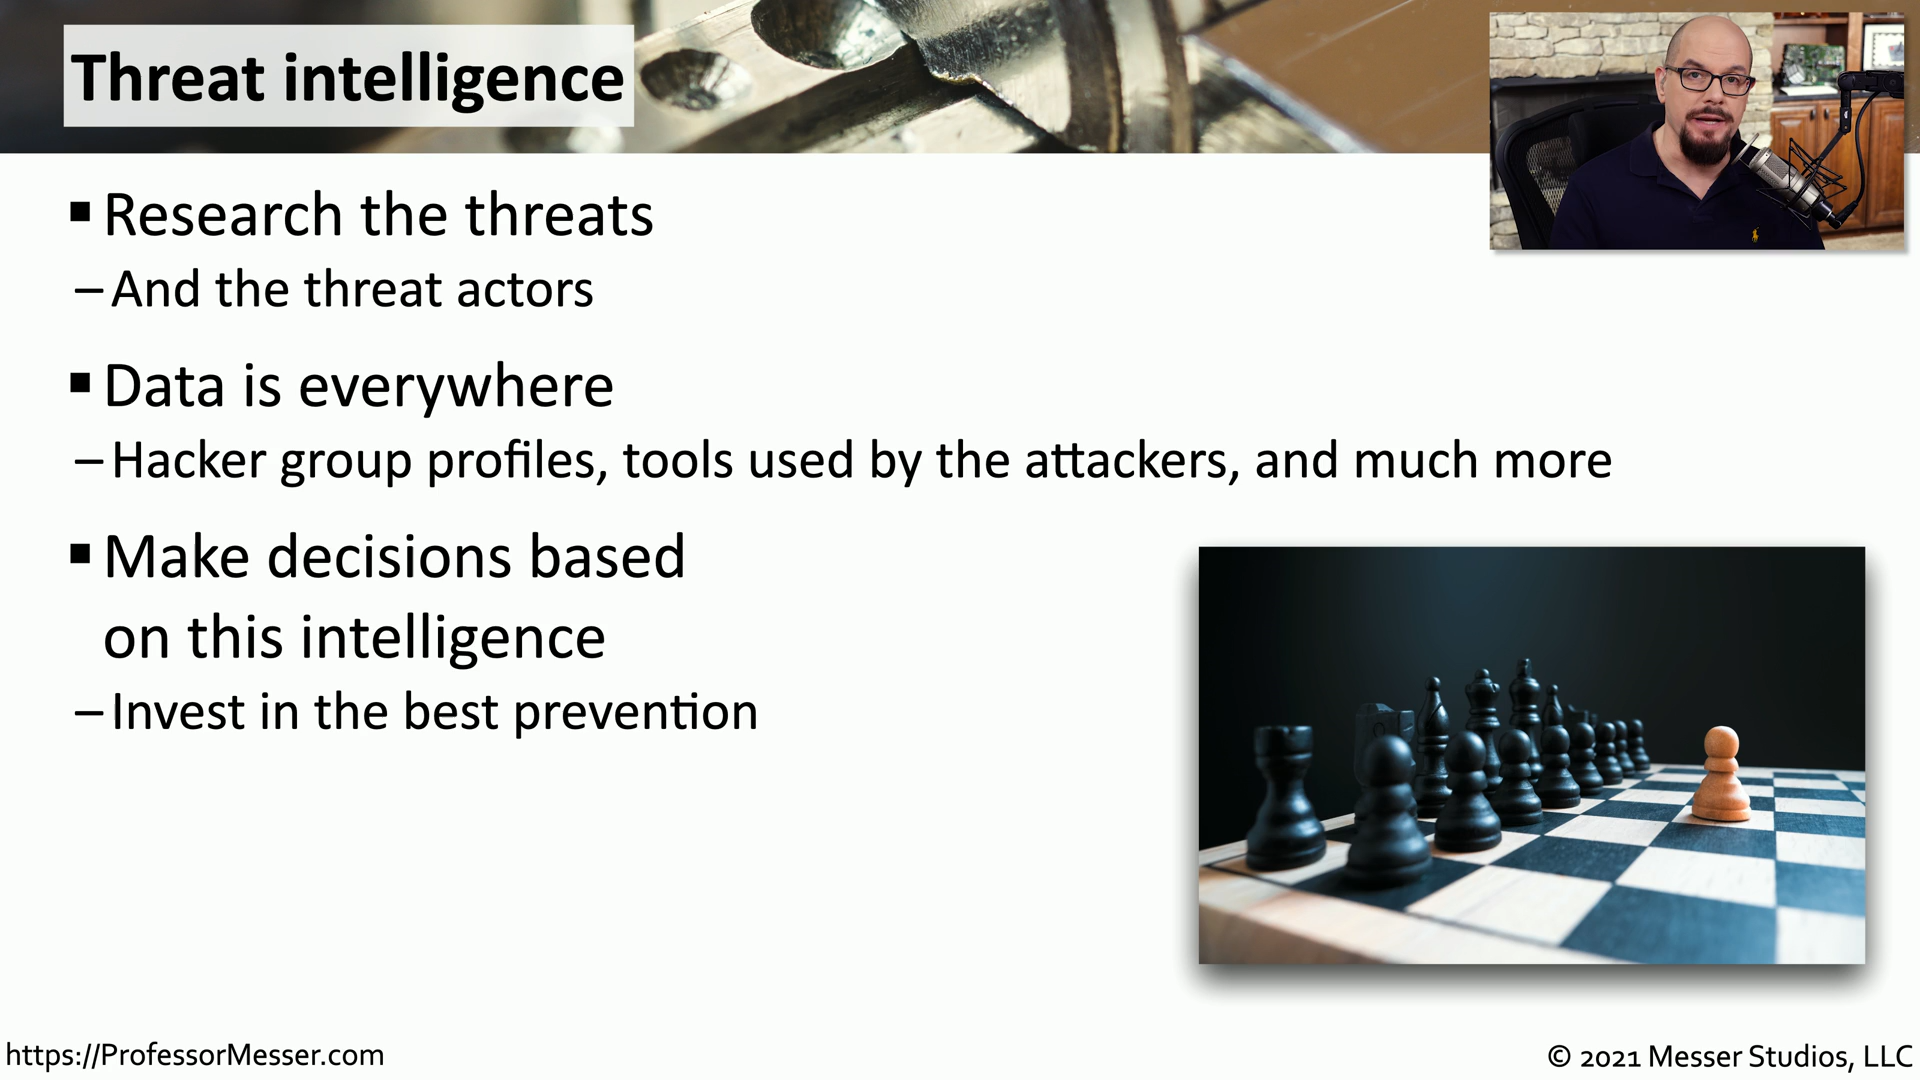 Threat intelligence
▪ Research the threats
– And the threat actors
▪ Data is everywhere
– Hacker group profiles, tools used by the attackers, and much more
▪ Make decisions based
on this intelligence
– Invest in the best prevention
https://ProfessorMesser.com
© 2021 Messer Studios, LLC